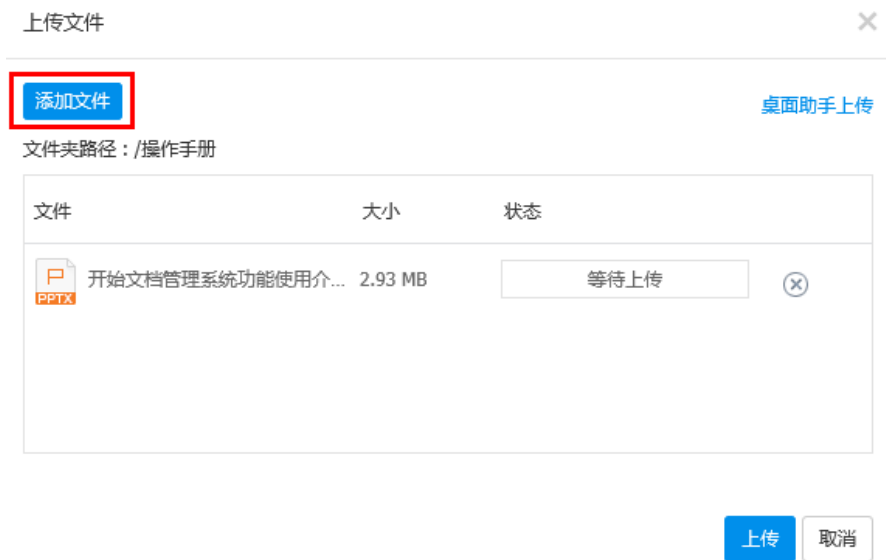 上传文件
添加文件
桌面助手上传
文件夹路径：/操作手册
文件 大小 状态
PPTX 开始文档管理系统功能使用介... 2.93 MB 等待上传
上传 取消